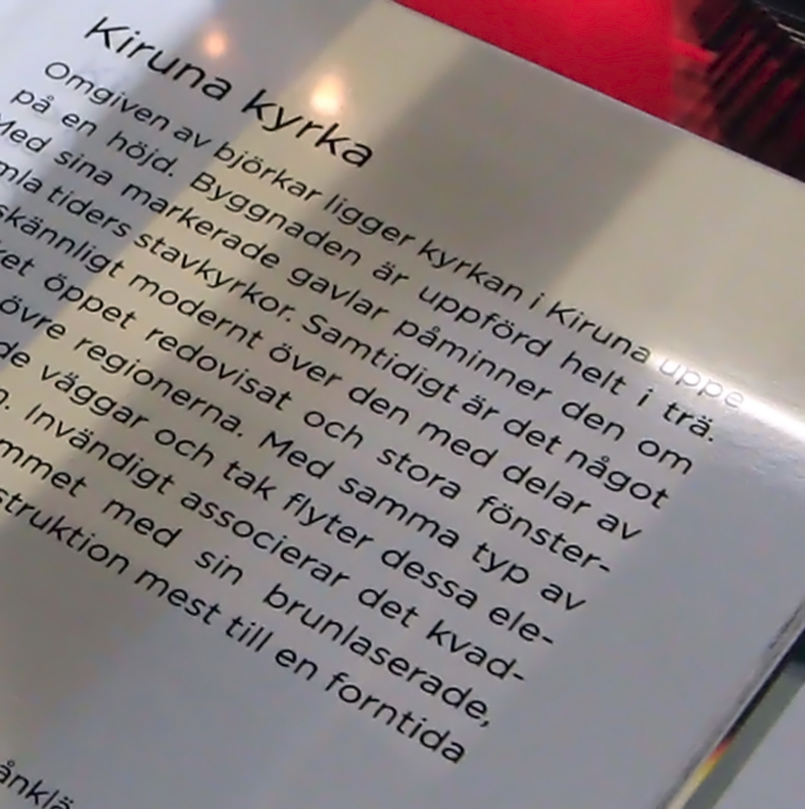 Kiruna kyrka
Omgiven av björkar ligger kyrkan i Kiruna uppe
på en höjd. Byggnaden är uppförd helt i trä.
Med sina markerade gavlar påminner den om
mla tiders stavkyrkor. Samtidigt är det något
skännligt modernt över den med delar av
ket öppet redovisat och stora fönster-
övre regionerna. Med samma typ av
de väggar och tak flyter dessa ele-
n. Invändigt associerar det kvad-
mmet med sin brunlaserade,
struktion mest till en forntida
ånklä